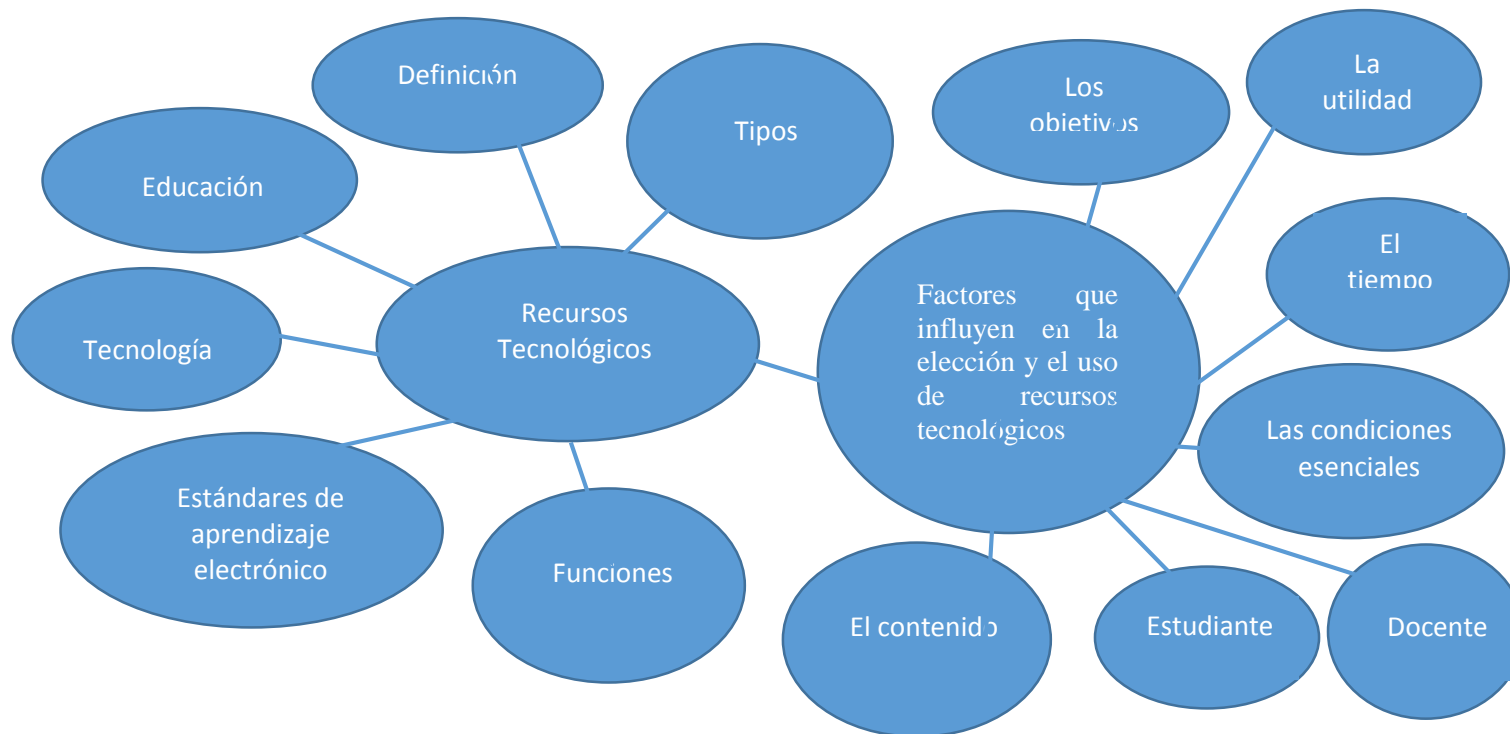 Definición
Tipos
Los
objetivos
La
utilidad
Educación
El
tiempo
Factores que
influyen en la
elección y el uso
de recursos
tecnológicos
Recursos
Tecnológicos
Tecnología
Las condiciones
esenciales
Estándares de
aprendizaje
electrónico
Funciones
El contenido
Estudiante
Docente